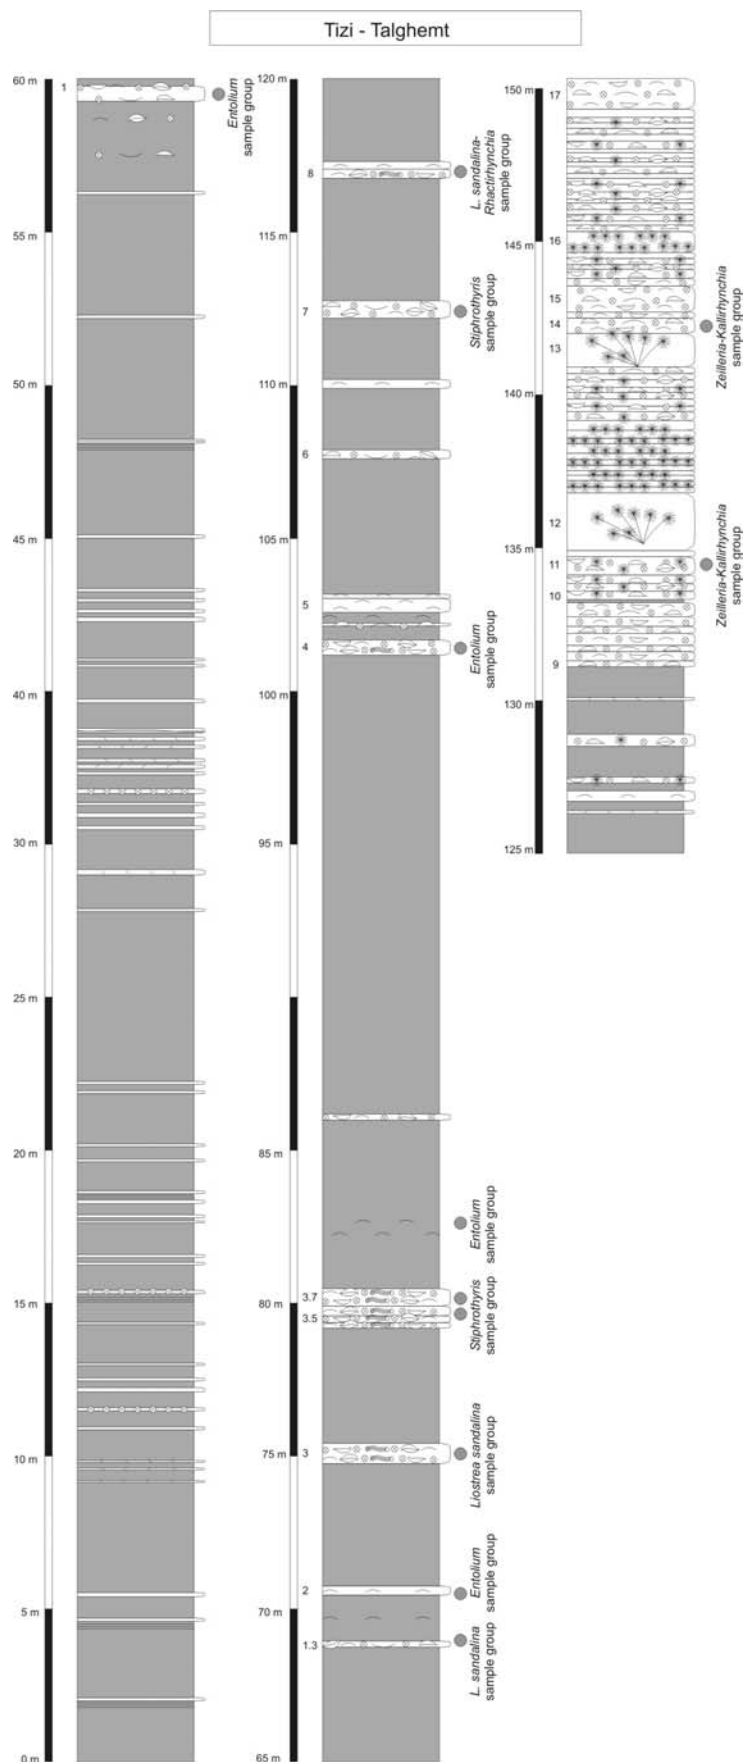 Tizi - Talghemt
60 m
1
Entolium
sample group
55 m
50 m
45 m
40 m
30 m
25 m
20 m
15 m
10 m
5 m
0 m
120 m
8
L. sandalina-
Rhactirhynchia
sample group
115 m
7
Stiphrothyris
sample group
110 m
6
105 m
5
4
Entolium
sample group
100 m
95 m
85 m
Entolium
sample group
3.7
80 m
3.5
Stiphrothyris
sample group
75 m
3
Liostrea sandalina
sample group
2
Entolium
sample group
70 m
1.3
L. sandalina
sample group
65 m
150 m
17
145 m
16
15
14
Zeilleria-Kallirhynchia
sample group
13
140 m
12
135 m
11
Zeilleria-Kallirhynchia
sample group
10
9
130 m
125 m